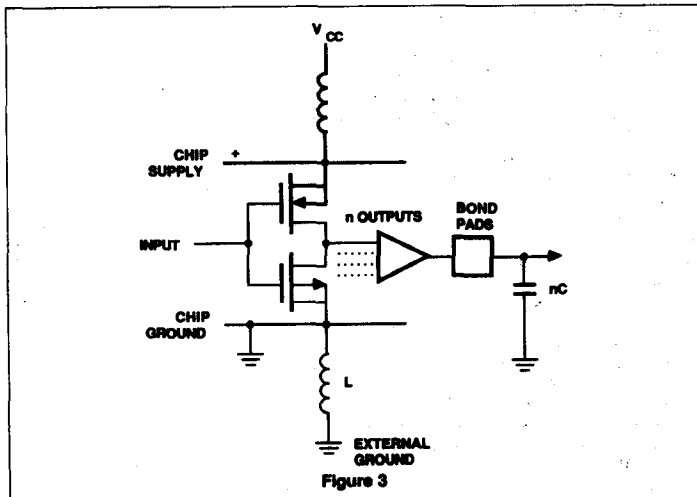 V CC
CHIP
SUPPLY
+
n OUTPUTS
BOND
PADS
INPUT
nC
CHIP
GROUND
L
EXTERNAL
GROUND
Figure 3